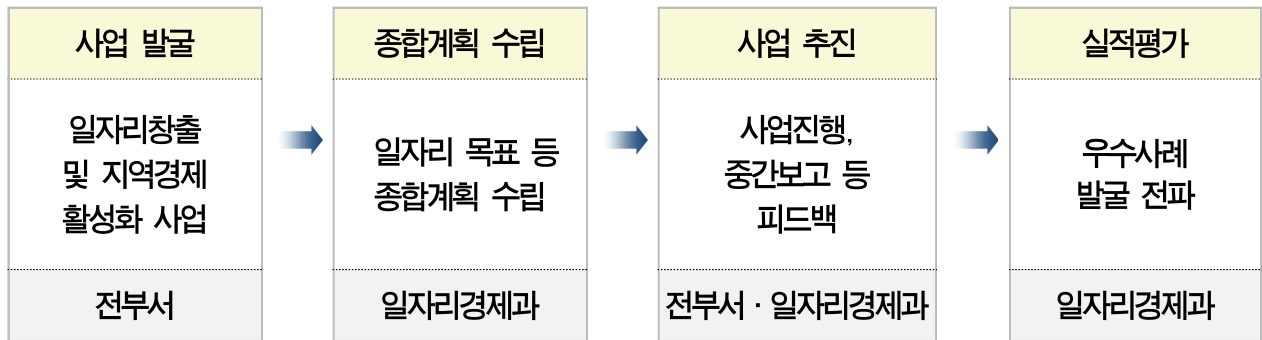 사업 발굴
일자리창출
및 지역경제
활성화 사업
전부서
종합계획 수립
일자리 목표 등
종합계획 수립
일자리경제과
사업 추진
사업진행,
중간보고 등
피드백
전부서 · 일자리경제과
실적평가
우수사례
발굴 전파
일자리경제과